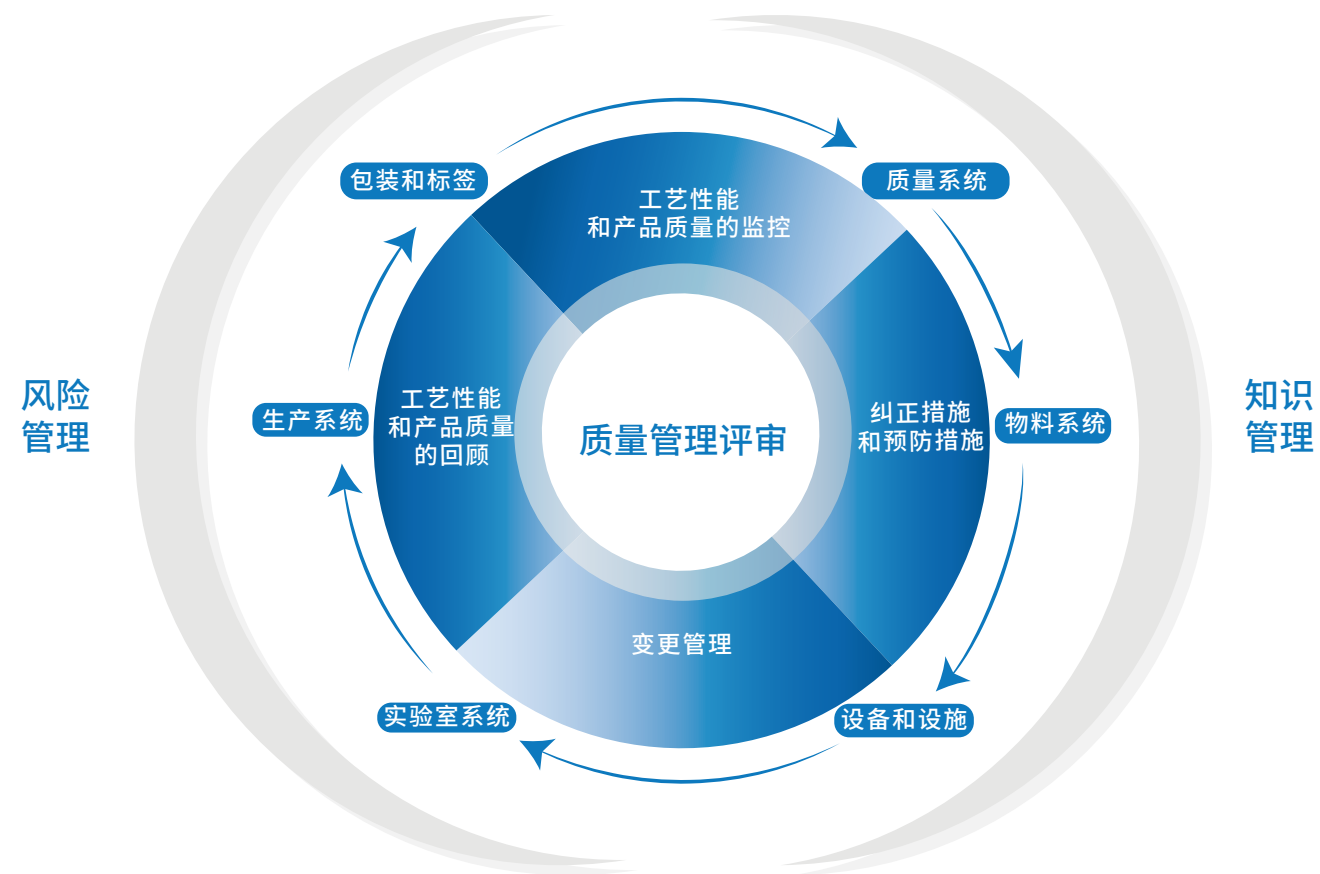 包装和标签
质量系统
工艺性能
和产品质量的监控
风险
管理
知识
管理
生产系统
工艺性能
和产品质量
的回顾
质量管理评审
纠正措施
和预防措施
物料系统
变更管理
实验室系统
设备和设施